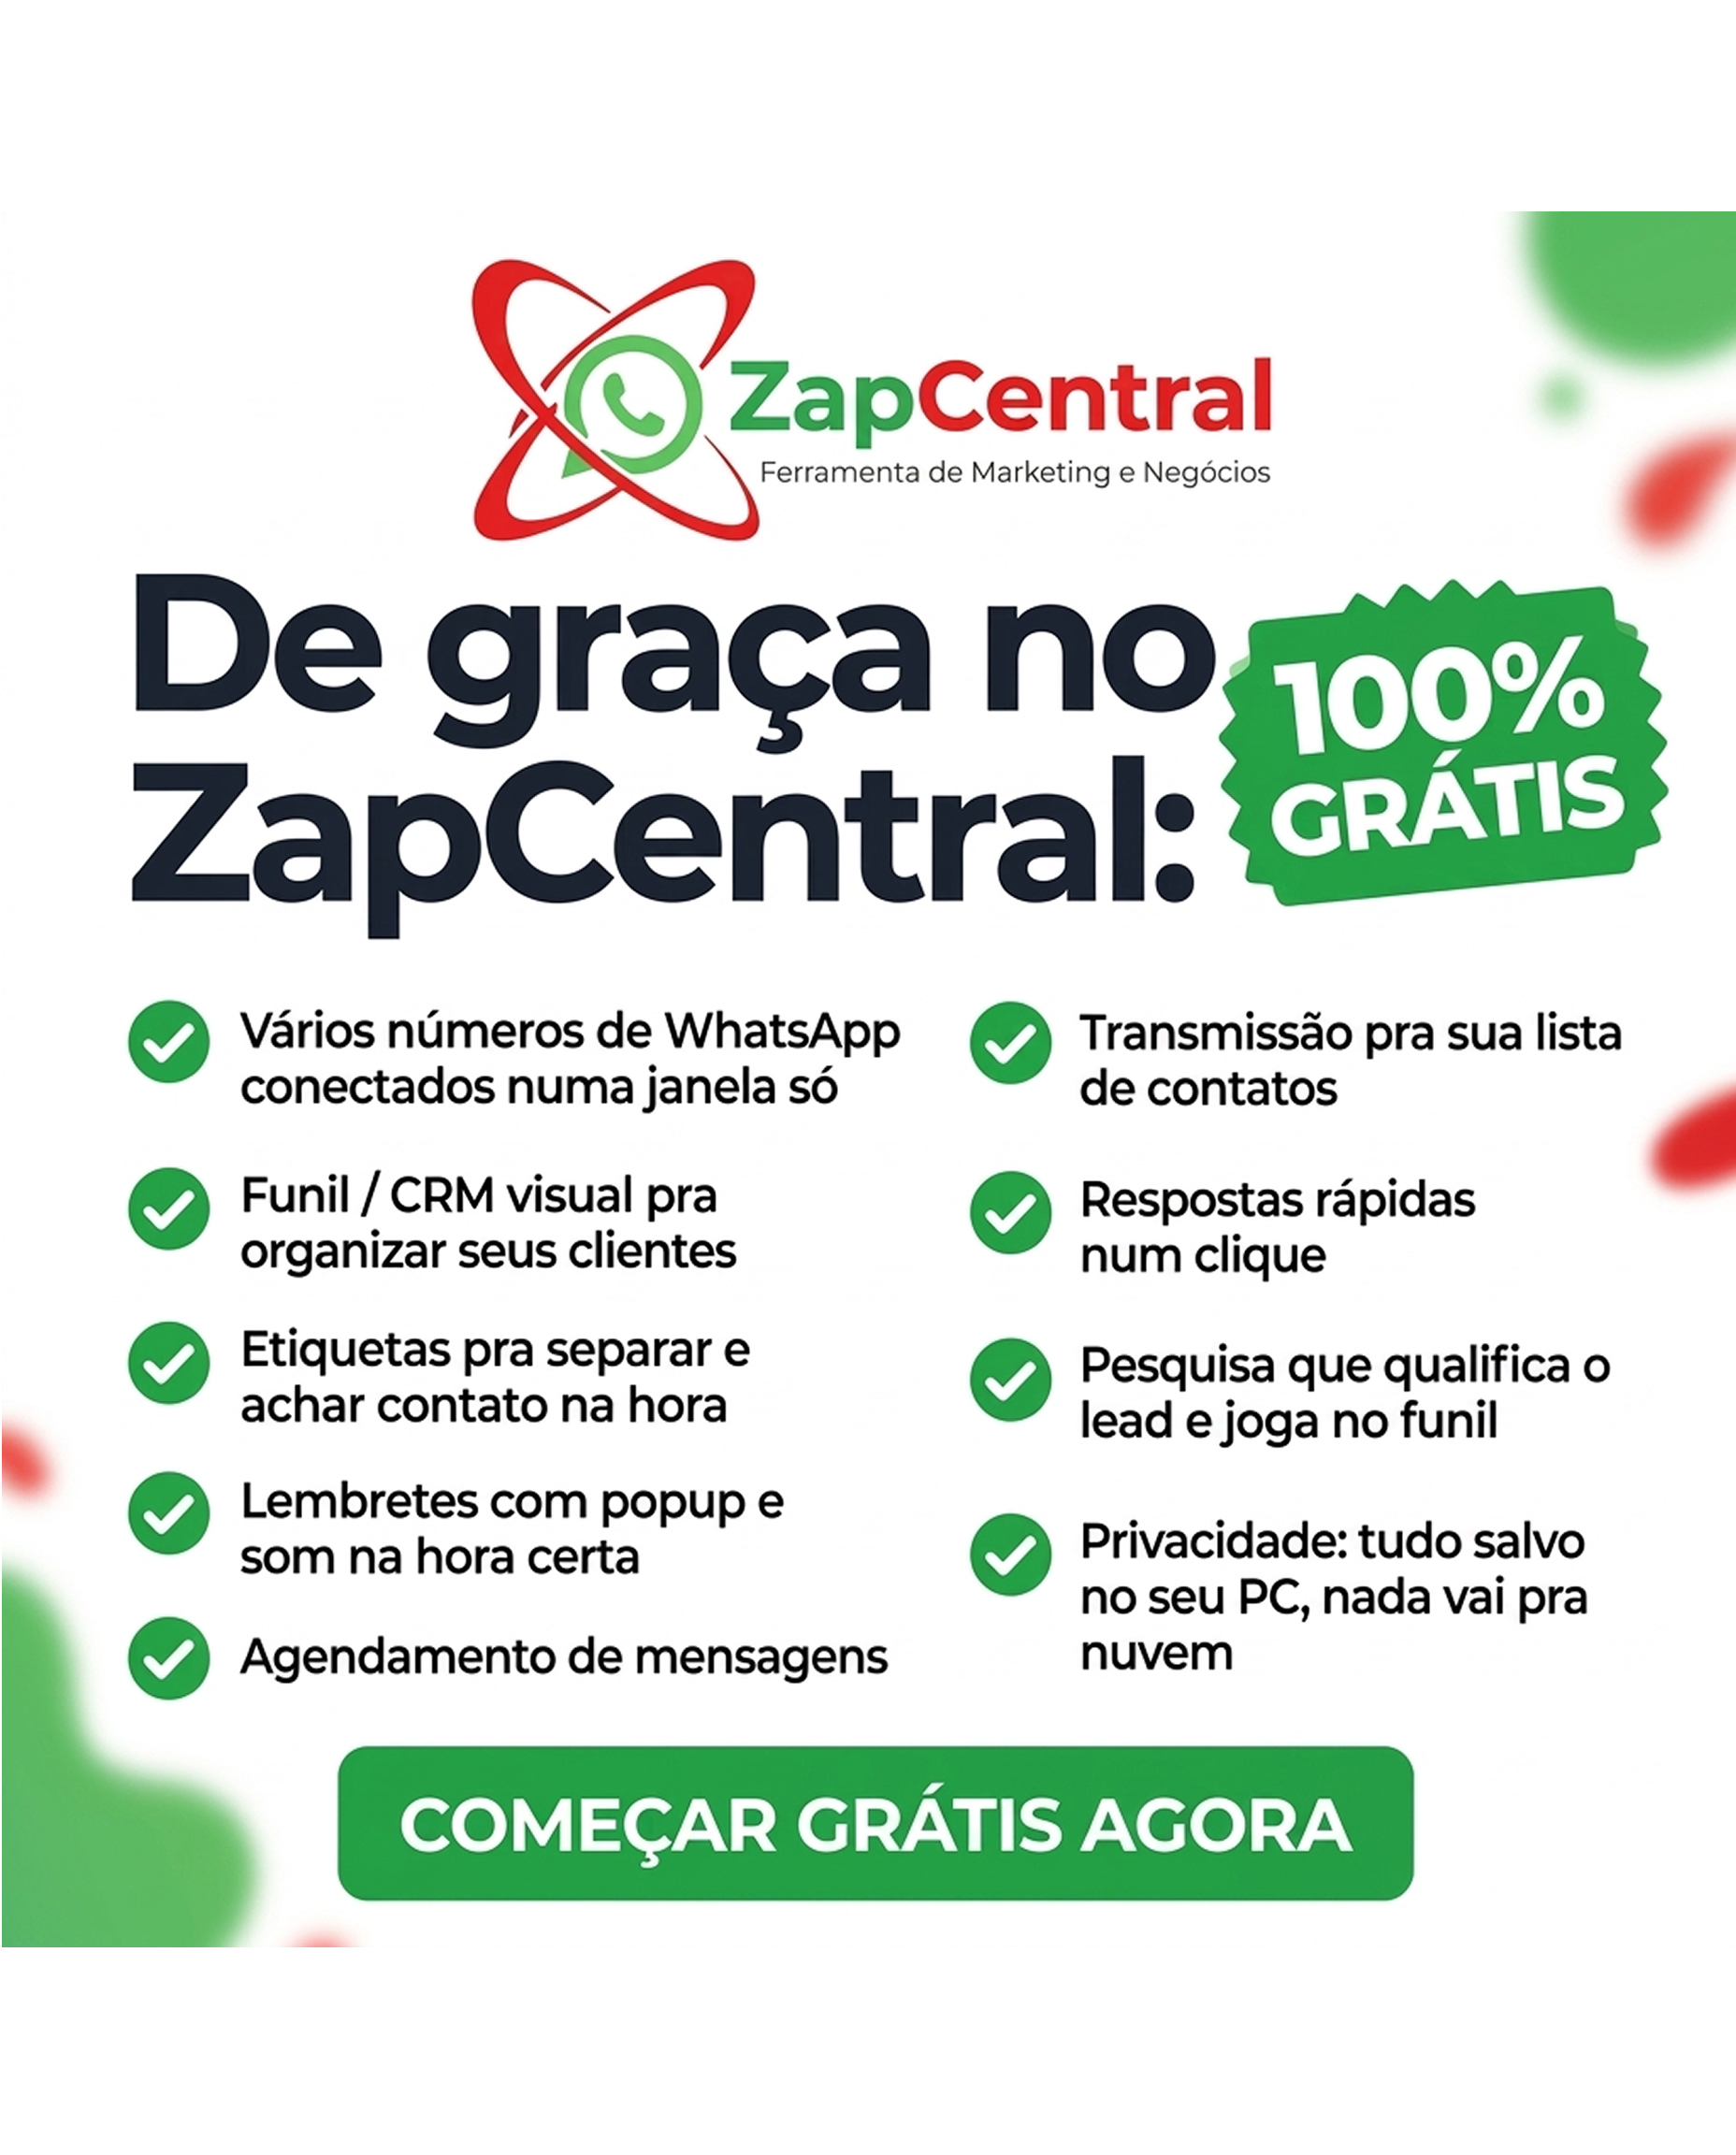 ZapCentral
Ferramenta de Marketing e Negócios
De graça no
ZapCentral:
100%
GRÁTIS
Vários números de WhatsApp
conectados numa janela só
Funil / CRM visual pra
organizar seus clientes
Etiquetas pra separar e
achar contato na hora
Lembretes com popup e
som na hora certa
Agendamento de mensagens
Transmissão pra sua lista
de contatos
Respostas rápidas
num clique
Pesquisa que qualifica o
lead e joga no funil
Privacidade: tudo salvo
no seu PC, nada vai pra
nuvem
COMEÇAR GRÁTIS AGORA